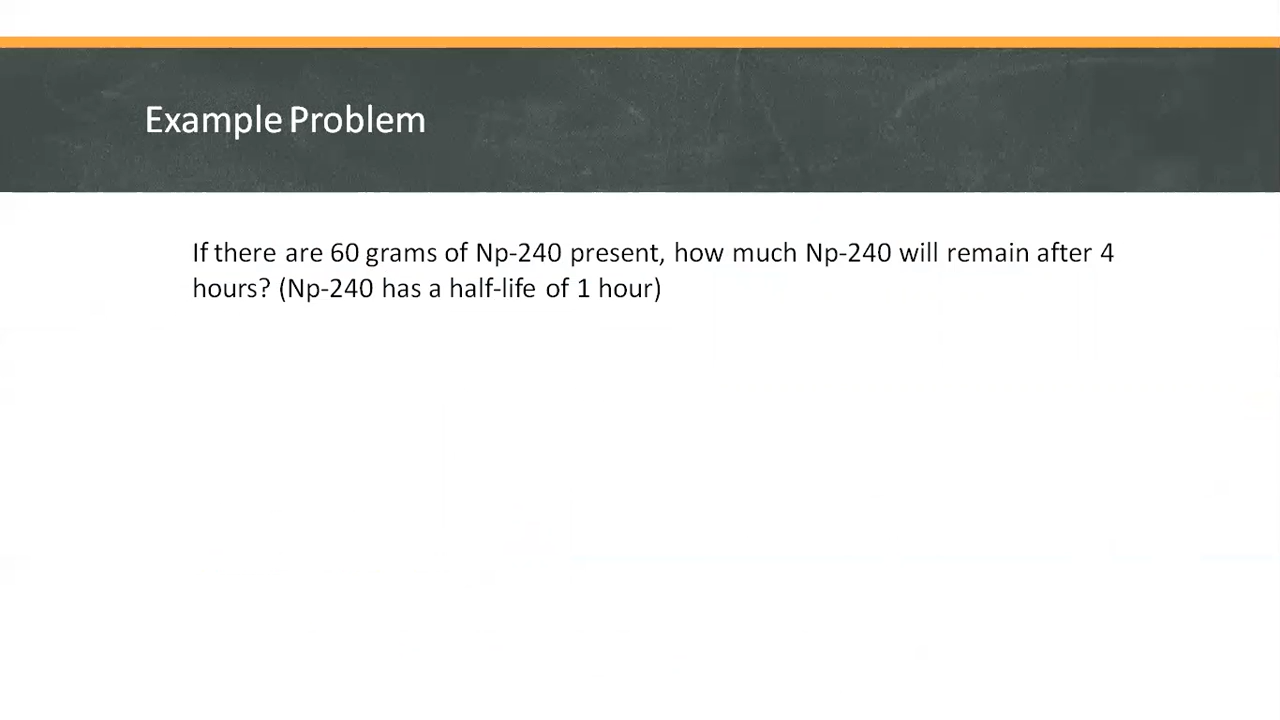 Example Problem
If there are 60 grams of Np-240 present, how much Np-240 will remain after 4
hours? (Np-240 has a half-life of 1 hour)